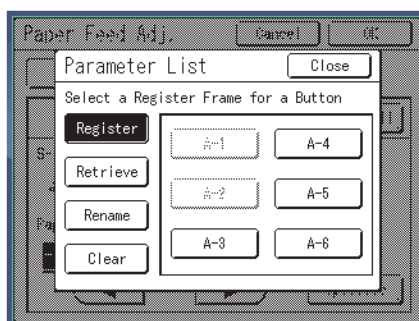 Paper Feed Adj. Cancel OK
Parameter List Close
Select a Register Frame for a Button
Register A-1 A-4
Retrieve A-2 A-5
Rename A-3 A-6
Clear